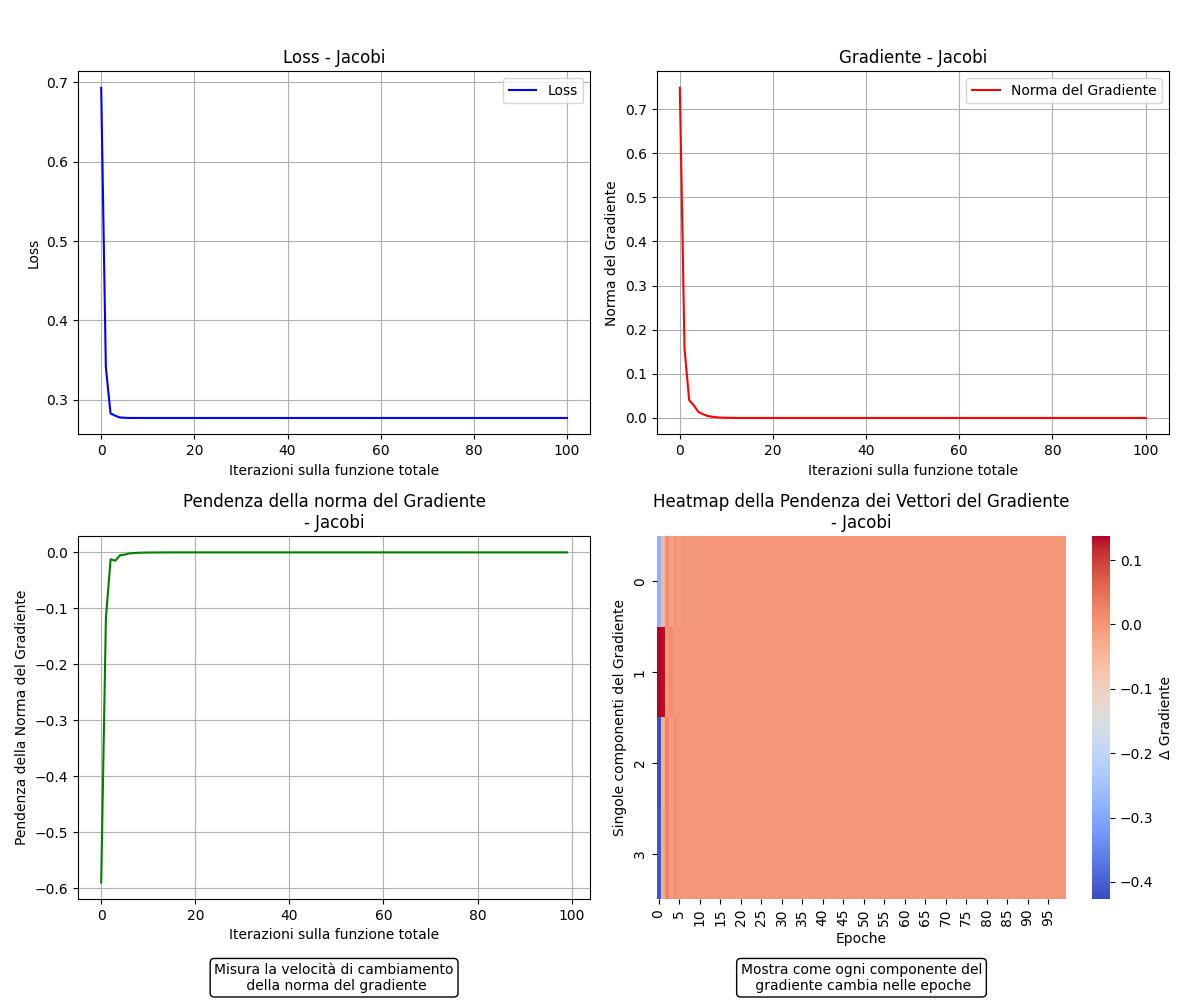 Loss - Jacobi
0.7
0.6
0.5
0.4
0.3
Loss
Loss
0 20 40 60 80 100
Iterazioni sulla funzione totale
Gradiente - Jacobi
0.7
0.6
0.5
0.4
0.3
0.2
0.1
0.0
Norma del Gradiente
Norma del Gradiente
0 20 40 60 80 100
Iterazioni sulla funzione totale
Pendenza della norma del Gradiente
- Jacobi
0.0
−0.1
−0.2
−0.3
−0.4
−0.5
−0.6
Pendenza della Norma del Gradiente
0 20 40 60 80 100
Iterazioni sulla funzione totale
Misura la velocità di cambiamento
della norma del gradiente
Heatmap della Pendenza dei Vettori del Gradiente
- Jacobi
0
1
2
3
Singole componenti del Gradiente
0 5 10 15 20 25 30 35 40 45 50 55 60 65 70 75 80 85 90 95
Epoche
0.1
0.0
−0.1
−0.2
−0.3
−0.4
Δ Gradiente
Mostra come ogni componente del
gradiente cambia nelle epoche